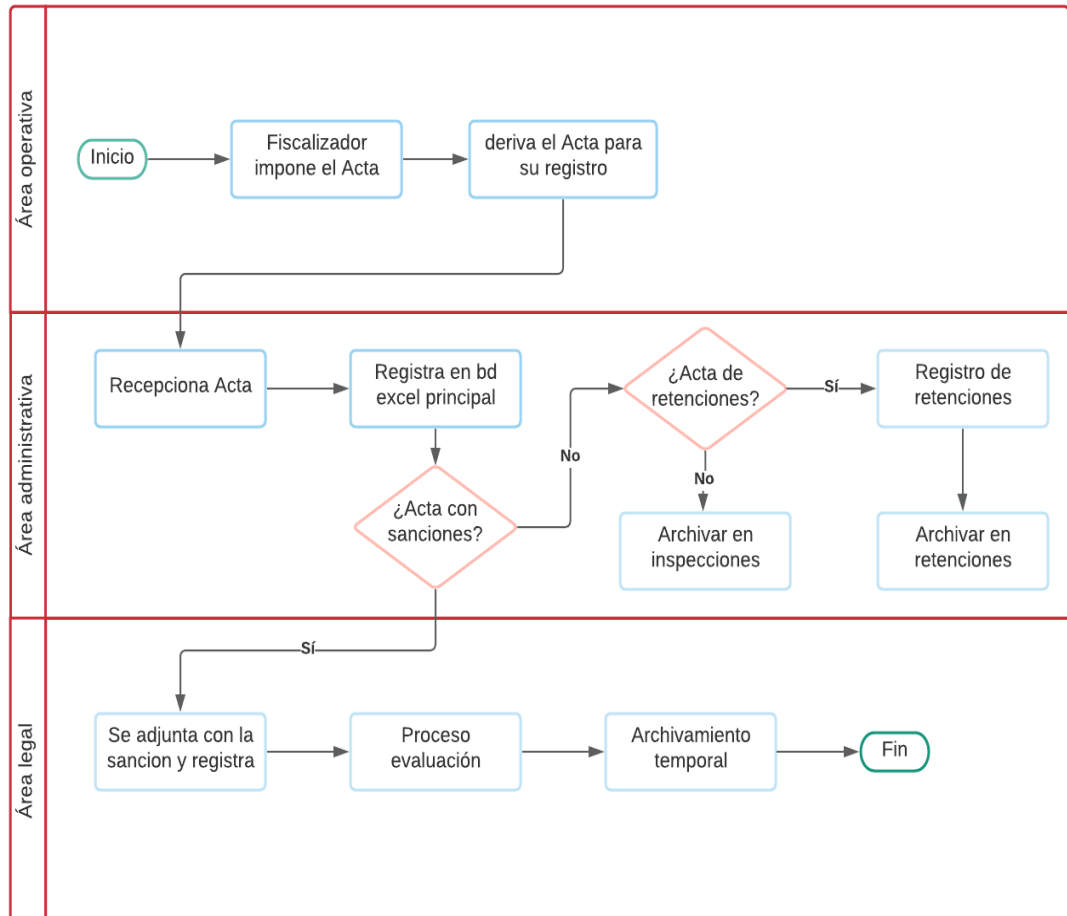 Área operativa
Inicio
Fiscalizador
impone el Acta
deriva el Acta para
su registro
Área administrativa
Recepciona Acta
Registra en bd
excel principal
¿Acta con
sanciones?
No
¿Acta de
retenciones?
Sí
Registro de
retenciones
No
Archivar en
inspecciones
Archivar en
retenciones
Área legal
Sí
Se adjunta con la
sancion y registra
Proceso
evaluación
Archivamiento
temporal
Fin